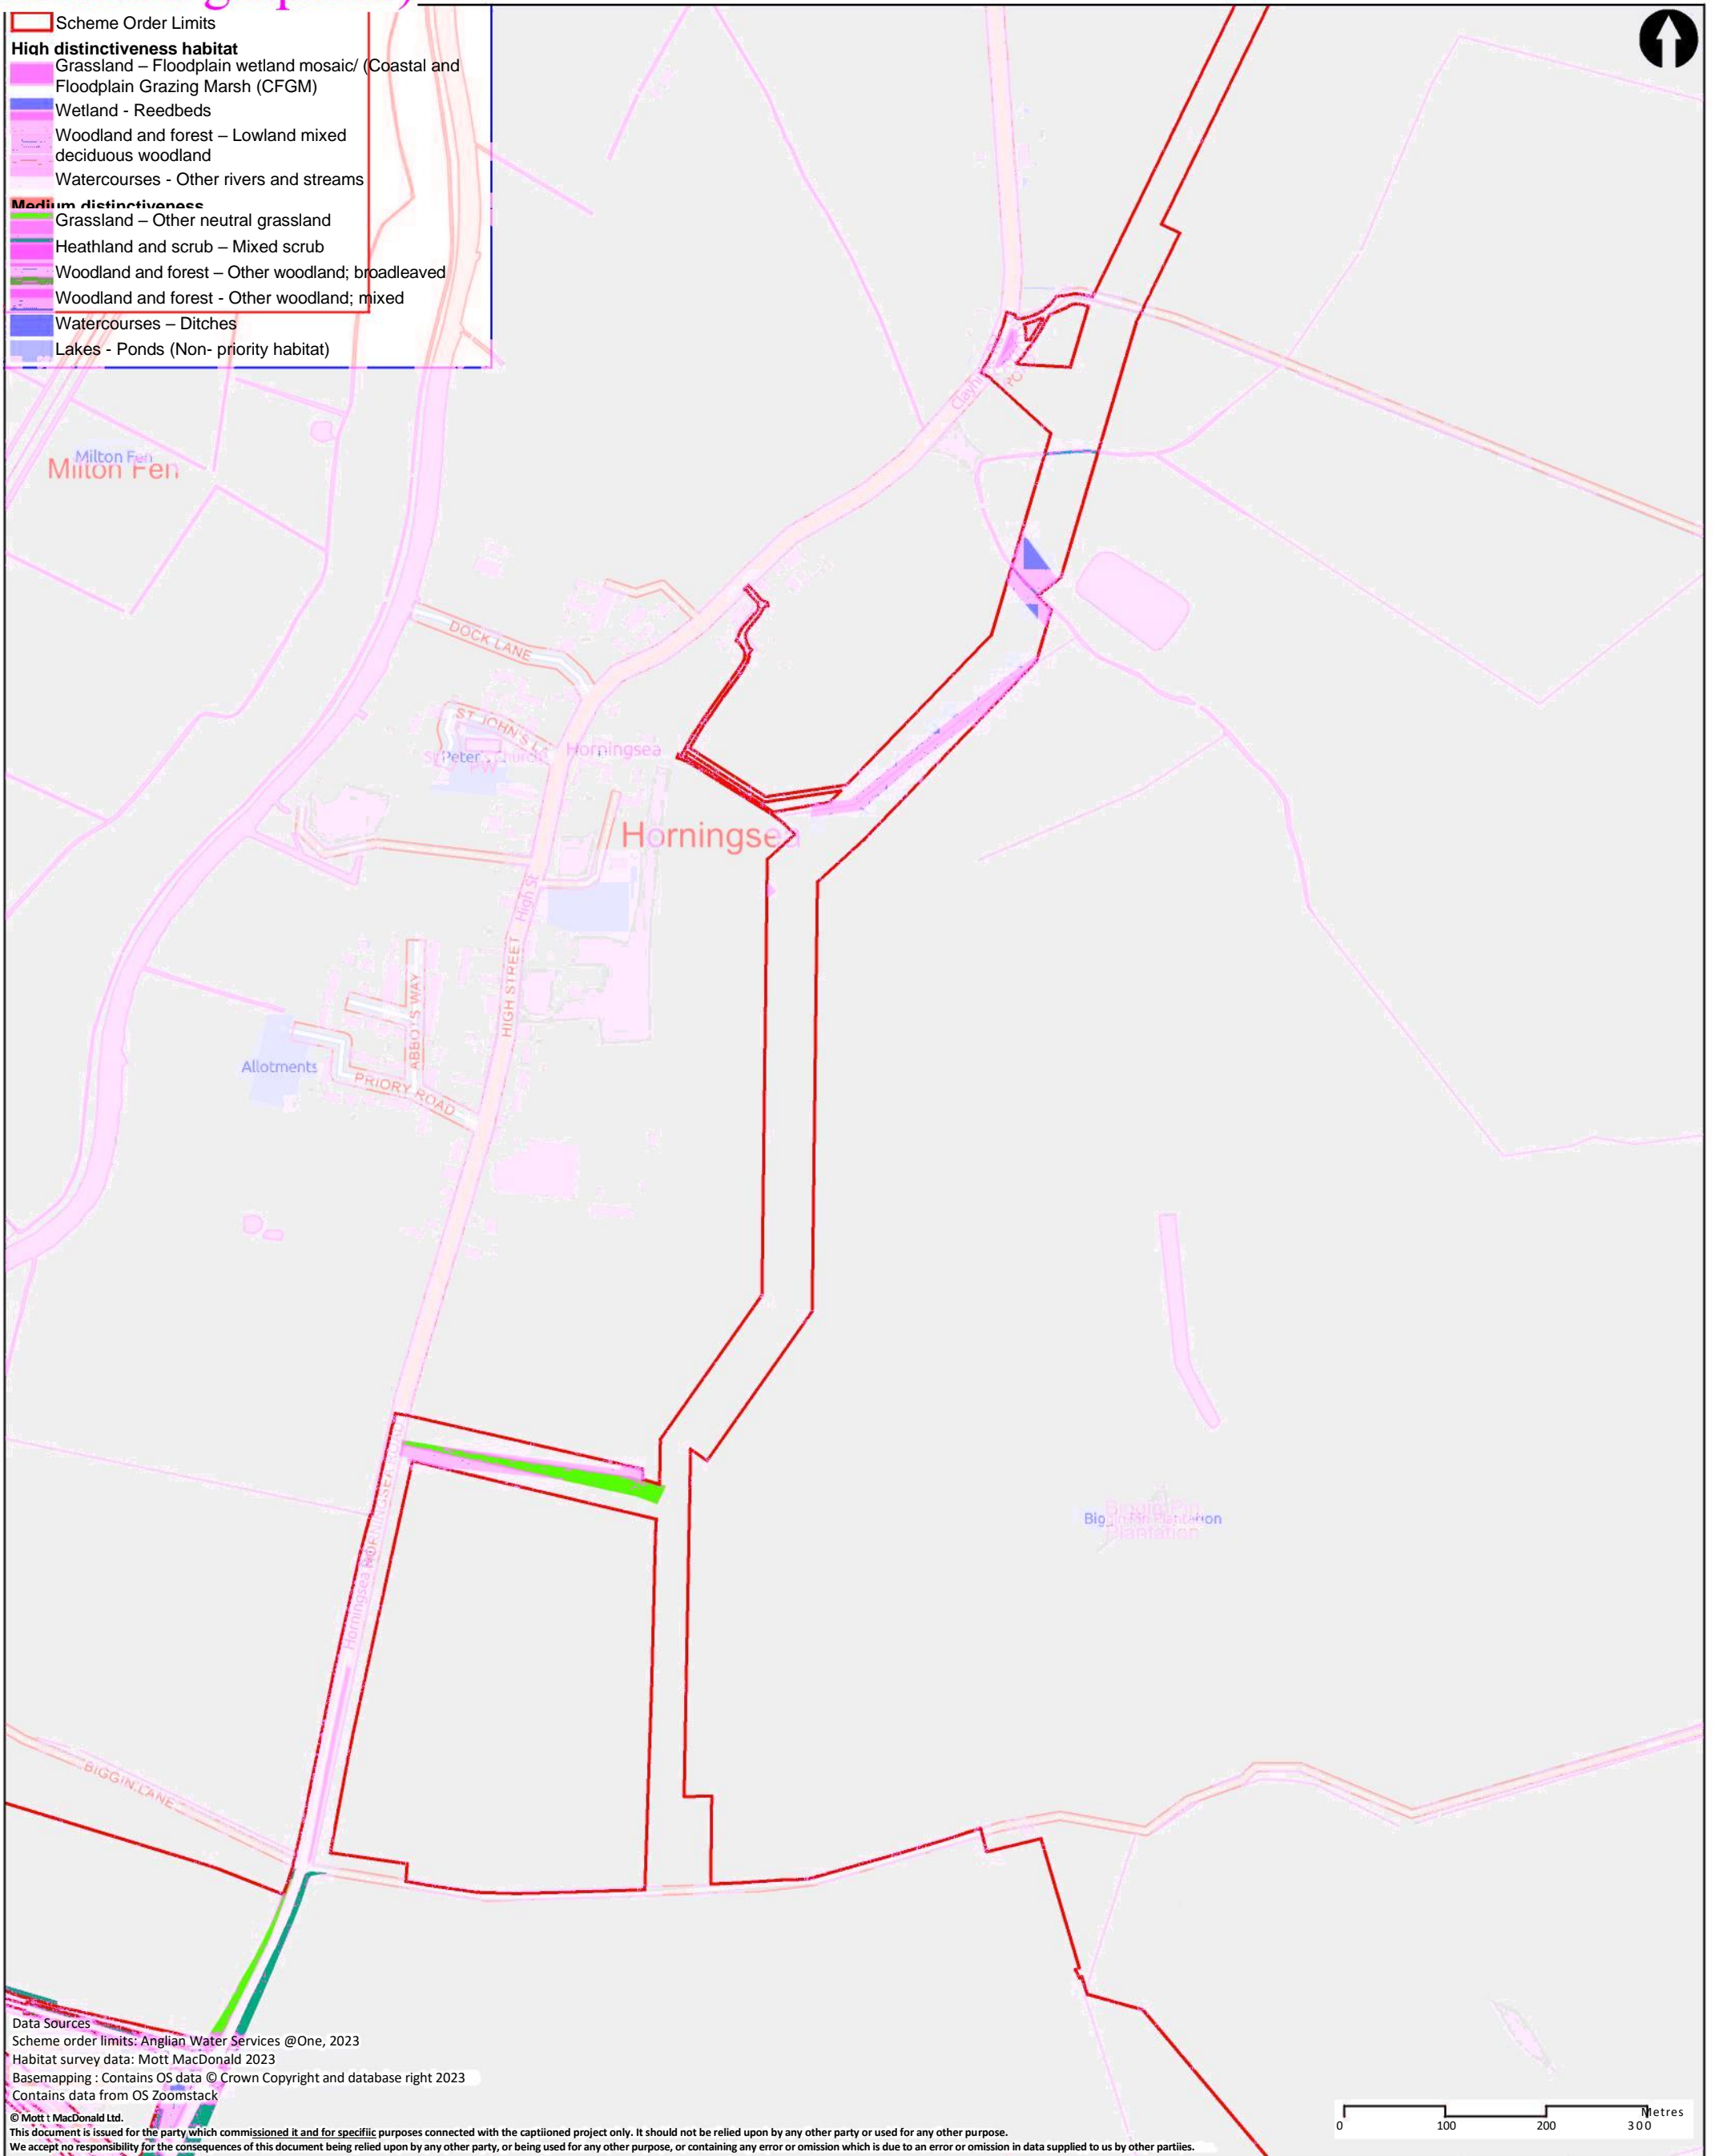 Scheme Order Limits
High distinctiveness habitat
Grassland – Floodplain wetland mosaic/ (Coastal and
Floodplain Grazing Marsh (CFGM)
Wetland - Reedbeds
Woodland and forest – Lowland mixed
deciduous woodland
Watercourses - Other rivers and streams
Medium distinctiveness
Grassland – Other neutral grassland
Heathland and scrub – Mixed scrub
Woodland and forest – Other woodland; broadleaved
Woodland and forest - Other woodland; mixed
Watercourses – Ditches
Lakes - Ponds (Non- priority habitat)
Milton Fen
Milton Fen
DOCK LANE
ST JOHN'S LA
Horningsea
PW
Horningsea
High St
HIGH STREET
ABBOTS WAY
Allotments
PRIORY ROAD
HORNINGSEA ROAD
Horningsea Rd
Biggin Pin
Plantation
BIGGIN LANE
Data Sources
Scheme order limits: Anglian Water Services @One, 2023
Habitat survey data: Mott MacDonald 2023
Basemapping : Contains OS data © Crown Copyright and database right 2023
Contains data from OS Zoomstack
© Mott t MacDonald Ltd.
This document is issued for the party which commissioned it and for specifiic purposes connected with the captiioned project only. It should not be relied upon by any other party or used for any other purpose.
We accept no responsibility for the consequences of this document being relied upon by any other party, or being used for any other purpose, or containing any error or omission which is due to an error or omission in data supplied to us by other partiies.
Metres
0 100 200 300